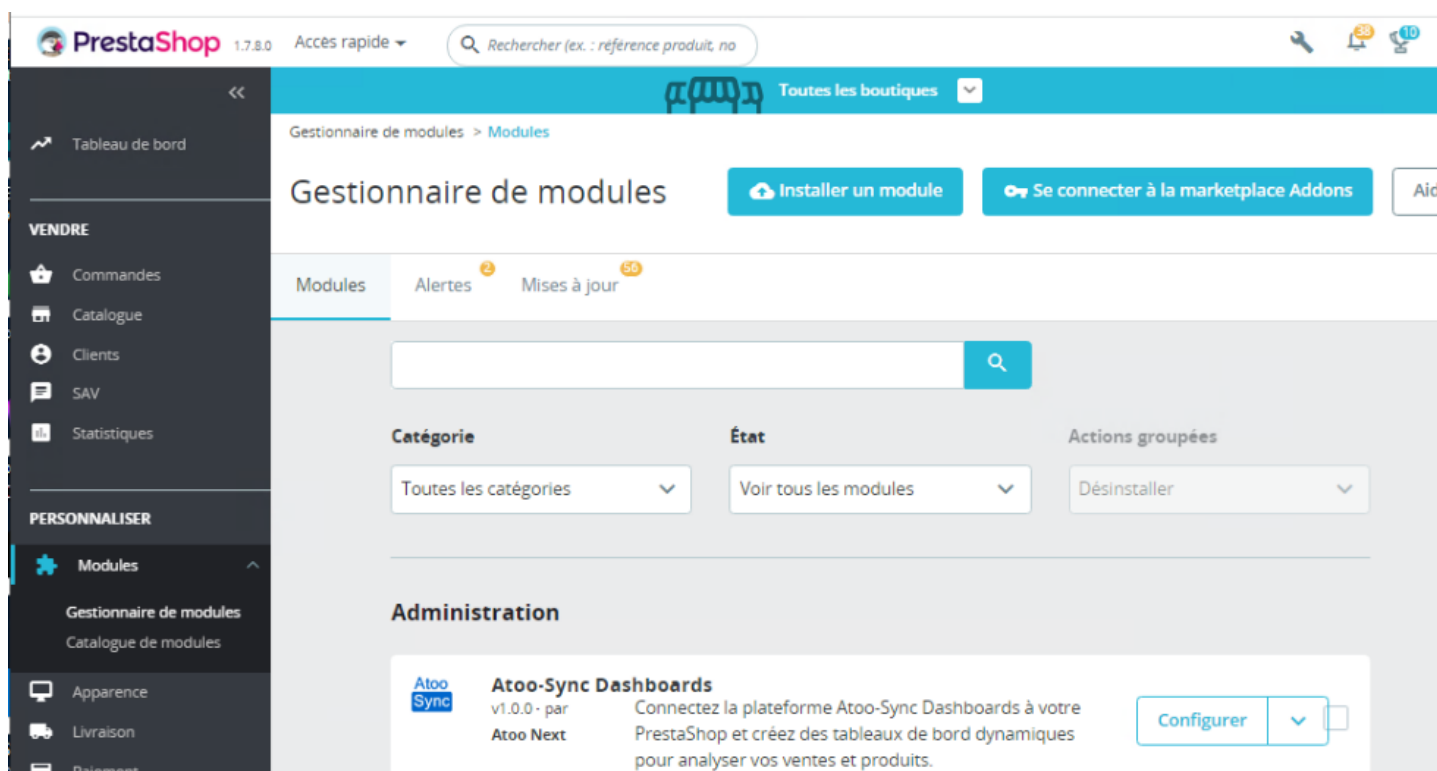 PrestaShop 1.7.8.0 Accès rapide Rechercher (ex. : référence produit, no 38 10
Toutes les boutiques
Tableau de bord
Gestionnaire de modules > Modules
Gestionnaire de modules Installer un module Se connecter à la marketplace Addons Aid
VENDRE
Commandes
Catalogue
Clients
SAV
Statistiques
Modules Alertes 2 Mises à jour 56
Catégorie État Actions groupées
Toutes les catégories Voir tous les modules Désinstaller
PERSONNALISER
Modules
Gestionnaire de modules
Catalogue de modules
Apparence
Livraison
Paiement
Administration
Atoo Sync
Atoo-Sync Dashboards
v1.0.0 - par
Atoo Next
Connectez la plateforme Atoo-Sync Dashboards à votre
PrestaShop et créez des tableaux de bord dynamiques
pour analyser vos ventes et produits.
Configurer